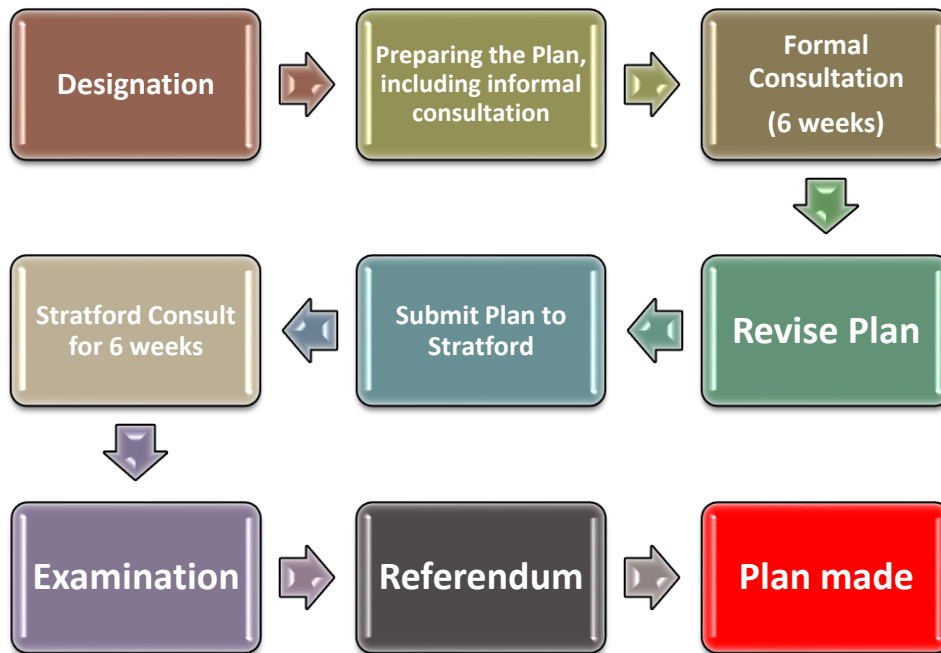 Designation
Preparing the Plan,
including informal
consultation
Formal
Consultation
(6 weeks)
Revise Plan
Submit Plan to
Stratford
Stratford Consult
for 6 weeks
Examination
Referendum
Plan made